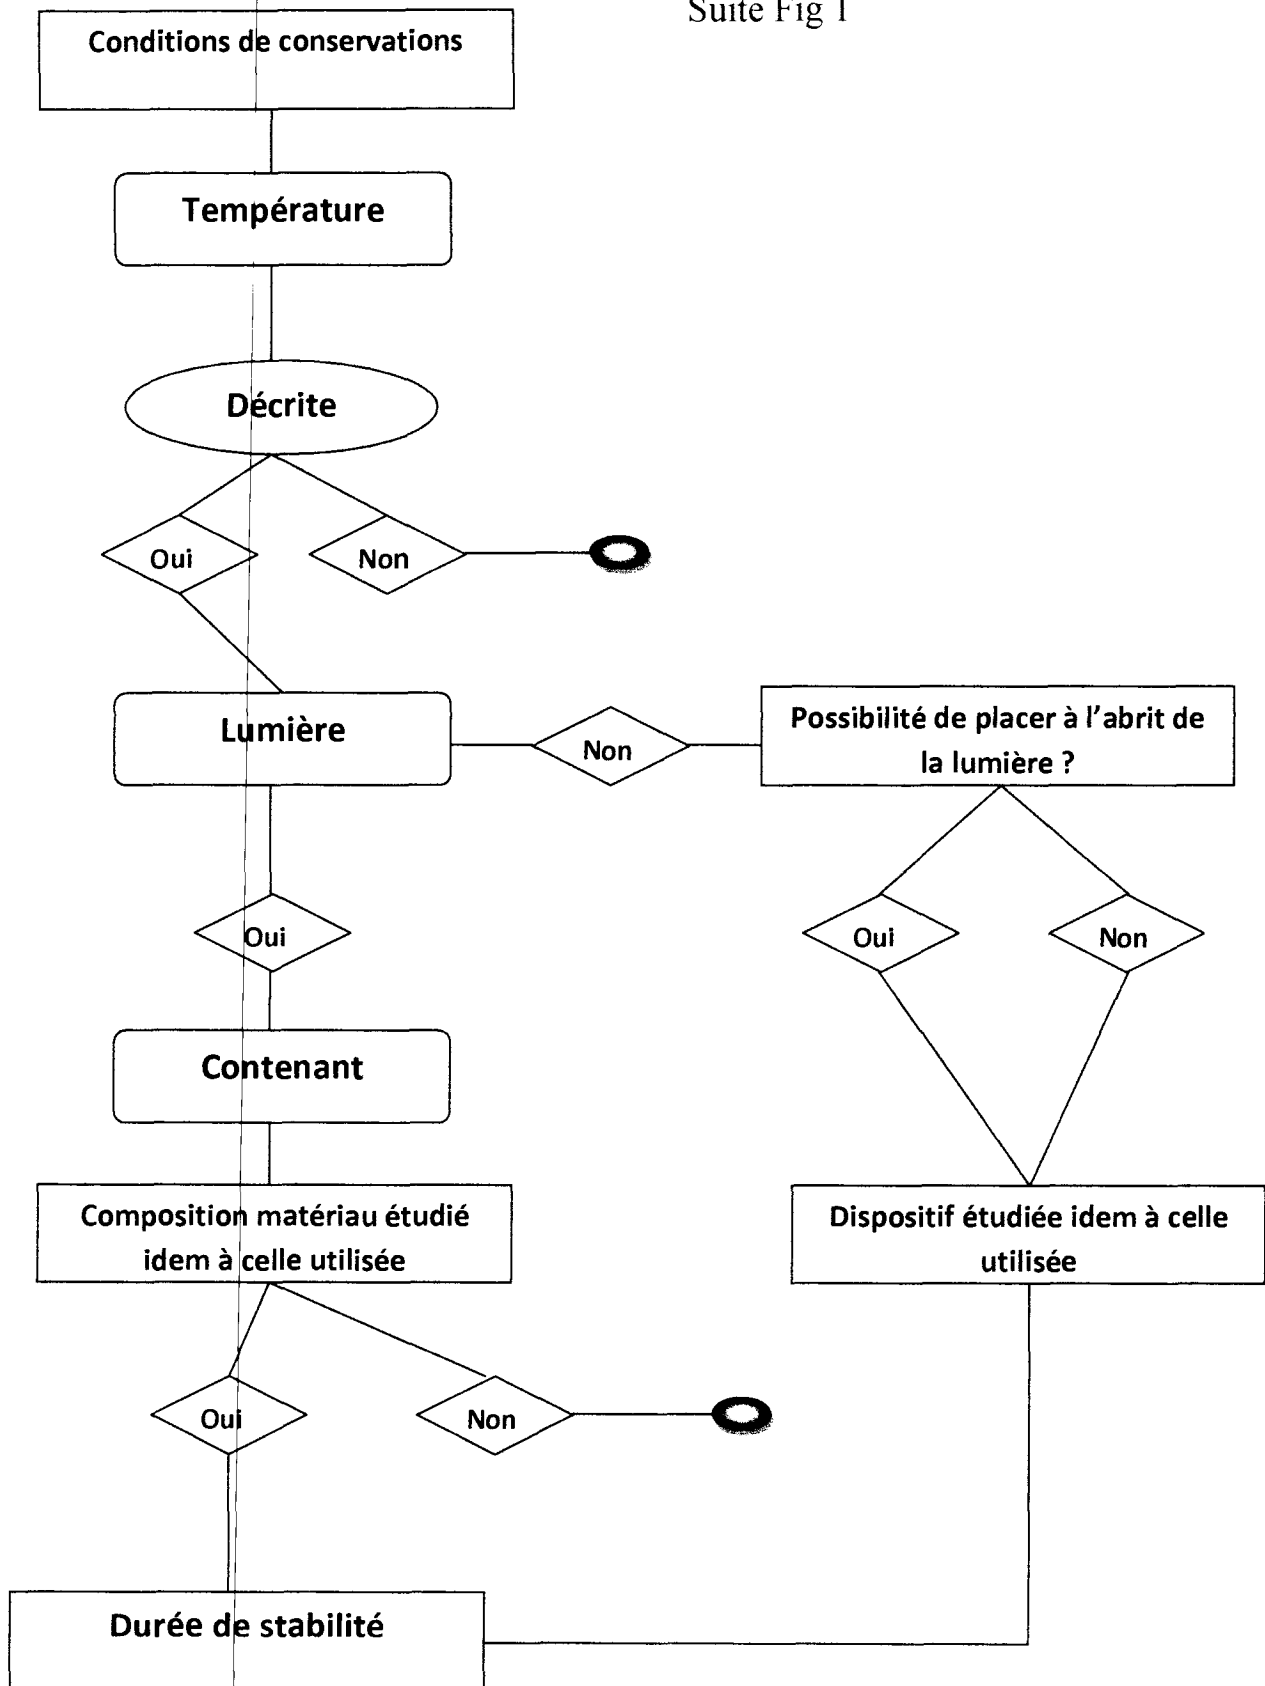 Suite Fig 1
Conditions de conservations
Température
Décrite
Oui
Non
Lumière
Non
Possibilité de placer à l'abrit de
la lumière ?
Oui
Oui
Non
Contenant
Composition matériau étudié
idem à celle utilisée
Dispositif étudiée idem à celle
utilisée
Oui
Non
Durée de stabilité